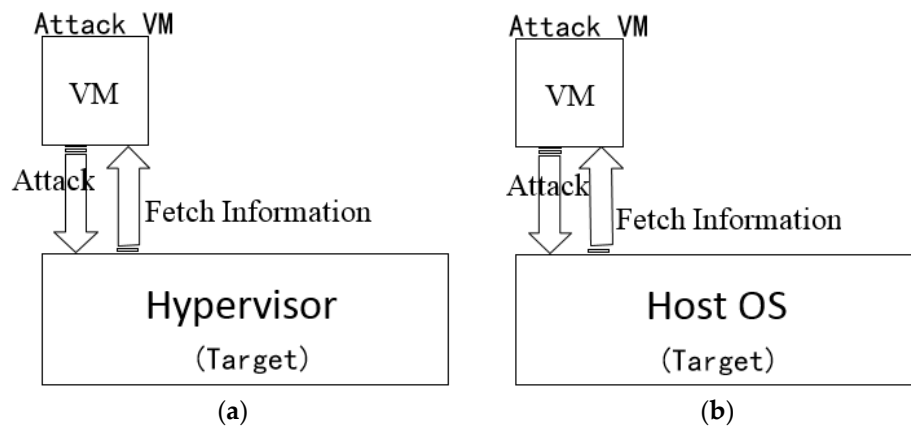 Attack VM
VM
Attack
Fetch Information
Hypervisor
(Target)
(a)
Attack VM
VM
Attack
Fetch Information
Host OS
(Target)
(b)